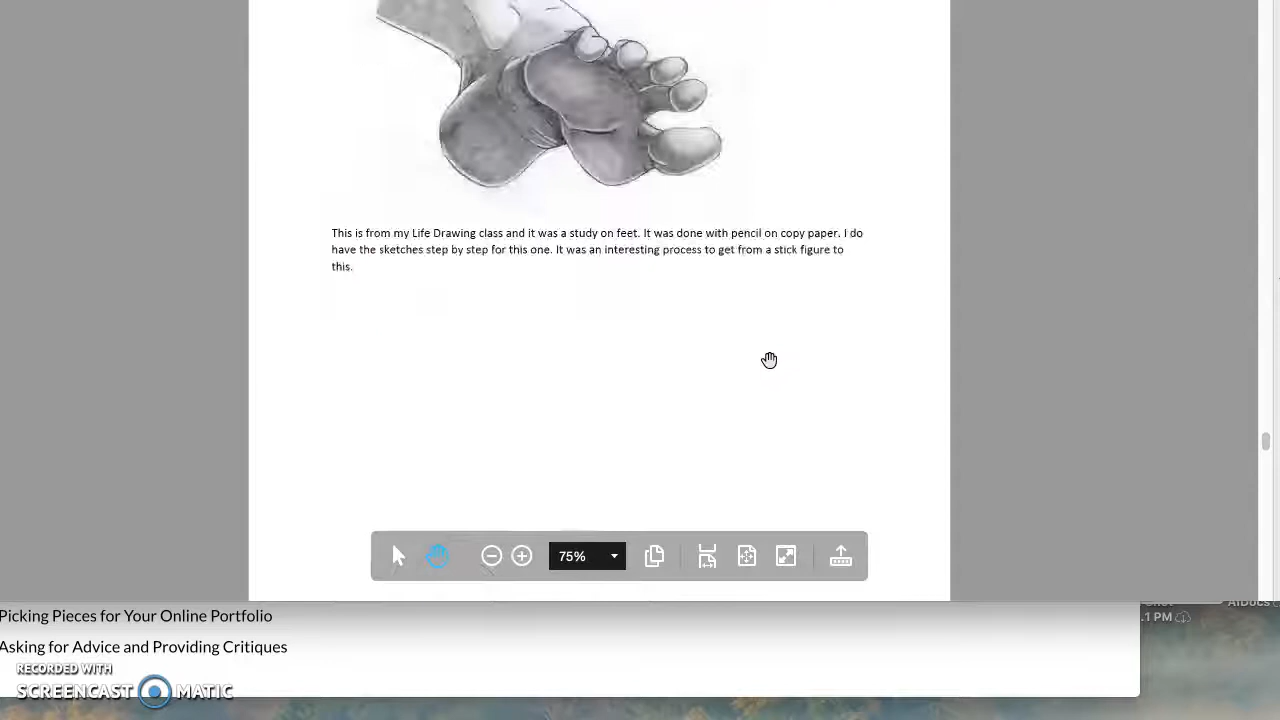 This is from my Life Drawing class and it was a study on feet. It was done with pencil on copy paper. I do
have the sketches step by step for this one. It was an interesting process to get from a stick figure to
this.
75%
Picking Pieces for Your Online Portfolio
.1 PM
Asking for Advice and Providing Critiques
RECORDED WITH
SCREENCAST MATIC